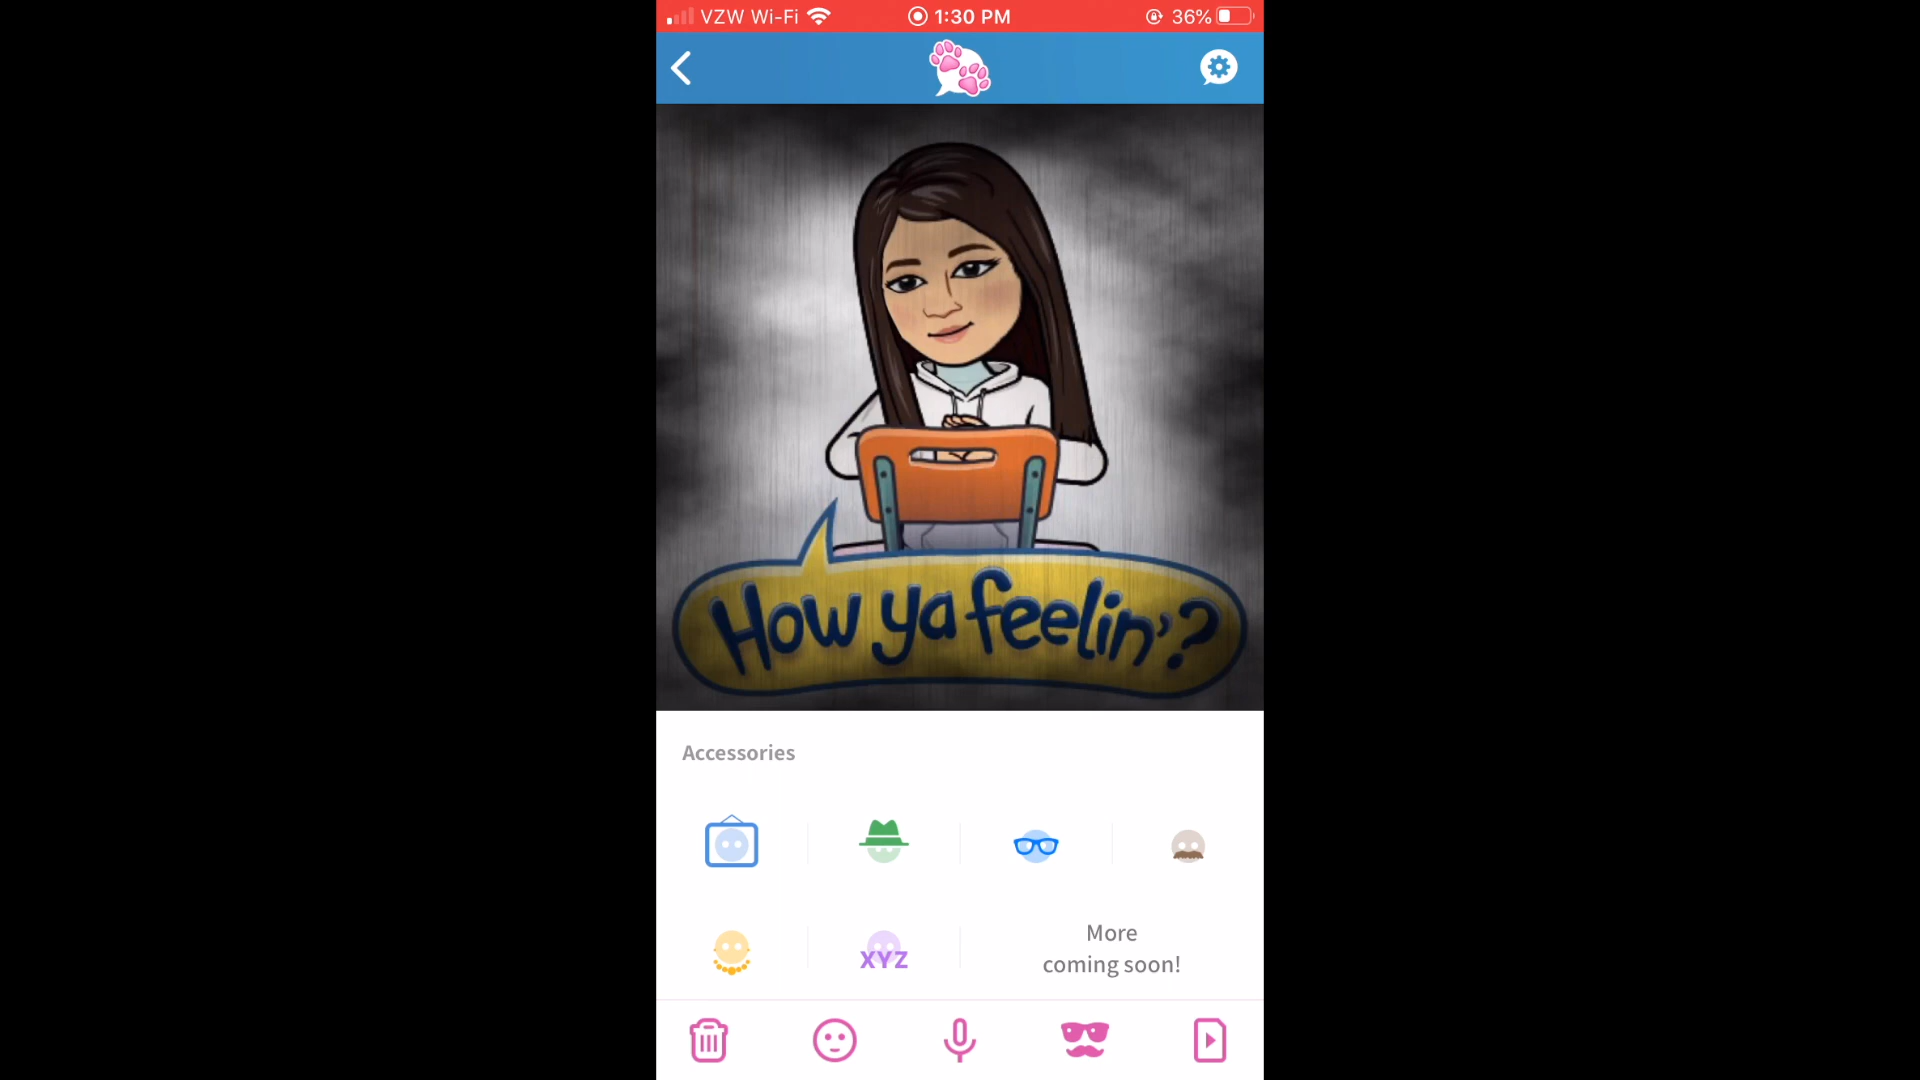 VZW Wi-Fi 1:30 PM 36%
How ya feelin'?
Accessories
XYZ
More
coming soon!